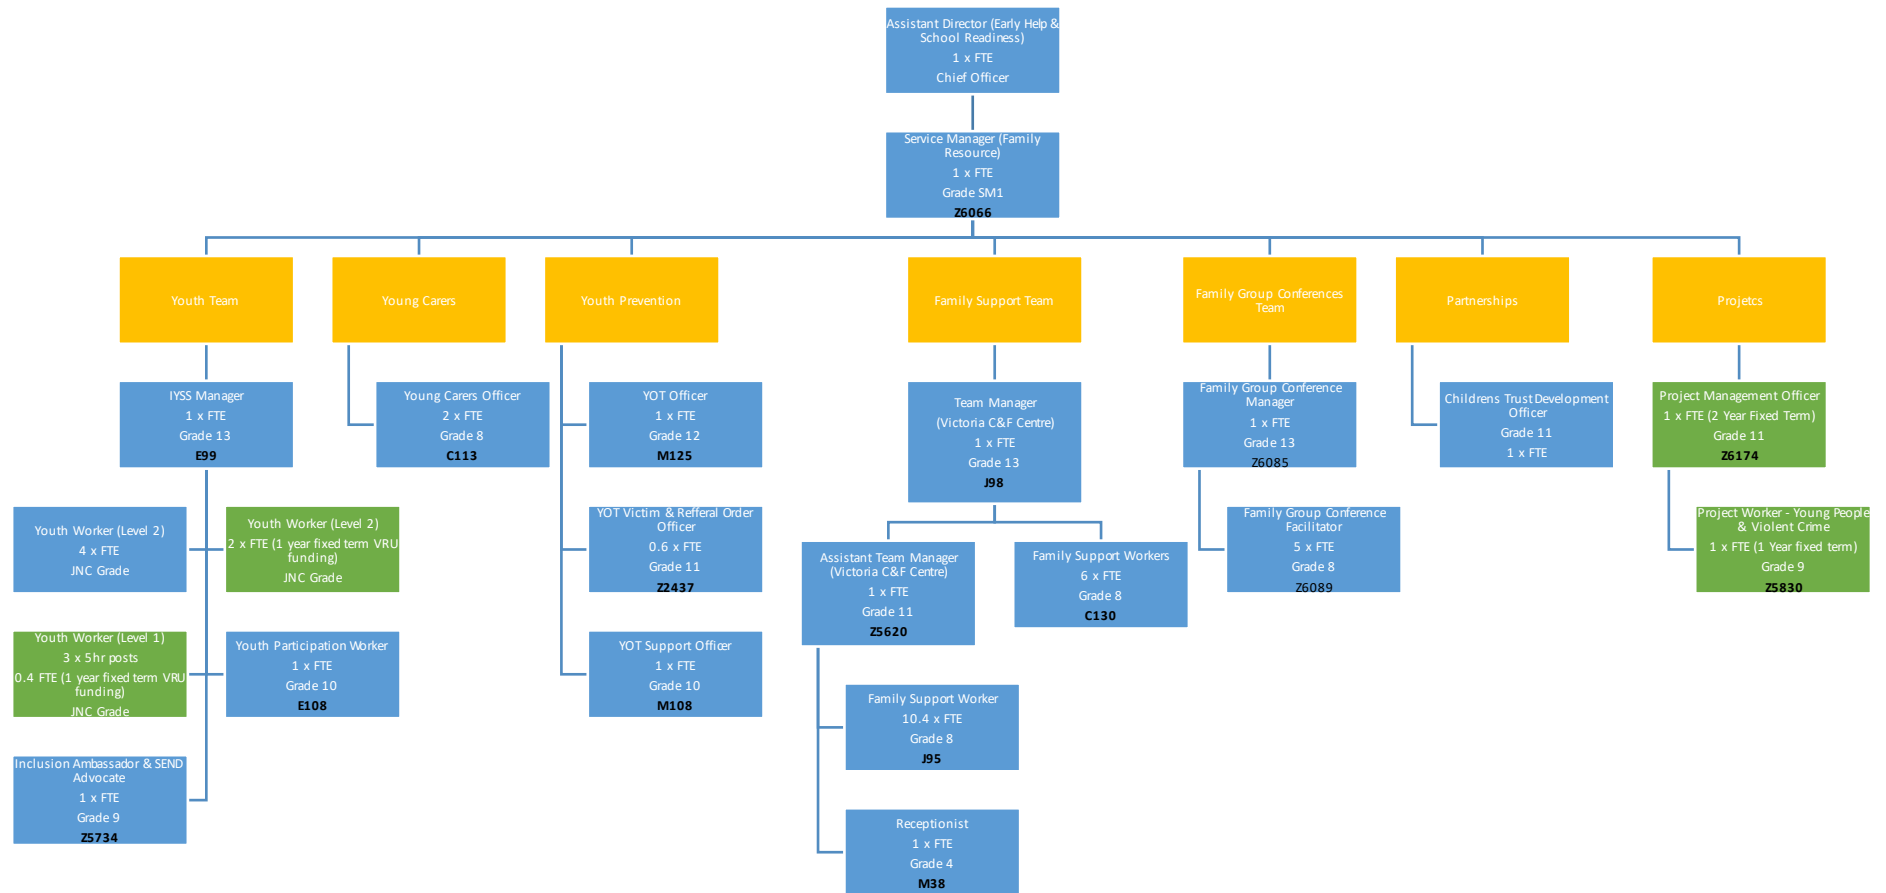 Assistant Director (Early Help &
School Readiness)
1 x FTE
Chief Officer
Service Manager (Family
Resource)
1 x FTE
Grade SM1
Z6066
Youth Team
Young Carers
Youth Prevention
Family Support Team
Family Group Conferences
Team
Partnerships
Projetcs
IYSS Manager
1 x FTE
Grade 13
E99
Young Carers Officer
2 x FTE
Grade 8
C113
YOT Officer
1 x FTE
Grade 12
M125
Team Manager
(Victoria C&F Centre)
1 x FTE
Grade 13
J98
Family Group Conference
Manager
1 x FTE
Grade 13
Z6085
Childrens Trust Development
Officer
Grade 11
1 x FTE
Project Management Officer
1 x FTE (2 Year Fixed Term)
Grade 11
Z6174
Youth Worker (Level 2)
4 x FTE
JNC Grade
Youth Worker (Level 2)
2 x FTE (1 year fixed term VRU
funding)
JNC Grade
YOT Victim & Refferal Order
Officer
0.6 x FTE
Grade 11
Z2437
Assistant Team Manager
(Victoria C&F Centre)
1 x FTE
Grade 11
Z5620
Family Support Workers
6 x FTE
Grade 8
C130
Family Group Conference
Facilitator
5 x FTE
Grade 8
Z6089
Project Worker - Young People
& Violent Crime
1 x FTE (1 Year fixed term)
Grade 9
Z5830
Youth Worker (Level 1)
3 x 5hr posts
0.4 FTE (1 year fixed term VRU
funding)
JNC Grade
Youth Participation Worker
1 x FTE
Grade 10
E108
YOT Support Officer
1 x FTE
Grade 10
M108
Family Support Worker
10.4 x FTE
Grade 8
J95
Inclusion Ambassador & SEND
Advocate
1 x FTE
Grade 9
Z5734
Receptionist
1 x FTE
Grade 4
M38